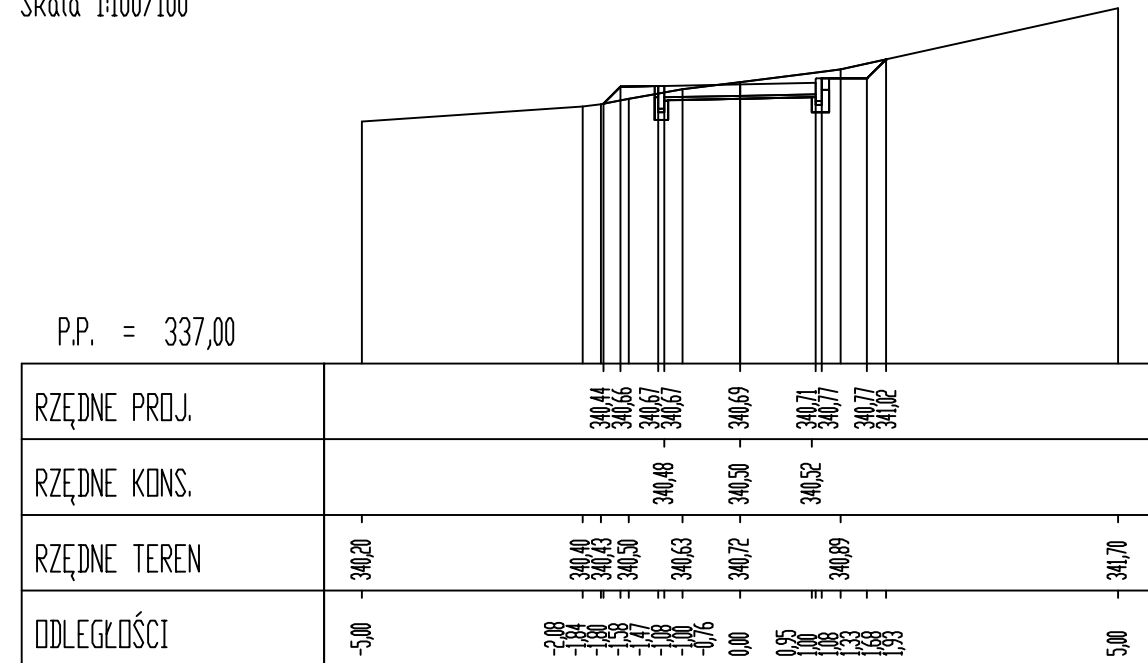 Skala 1:100/100
P.P. = 337,00
RZĘDNE PROJ. 340,44 340,66 340,67 340,67 340,69 340,71 340,77 340,77 341,02
RZĘDNE KONS. 340,48 340,50 340,52
RZĘDNE TEREN 340,20 340,40 340,43 340,50 340,63 340,72 340,89 341,70
ODLEGŁOŚCI -5,00 -2,08 -1,84 -1,80 -1,58 -1,47 -1,08 -1,00 -0,76 0,00 0,95 1,00 1,08 1,33 1,68 1,93 5,00